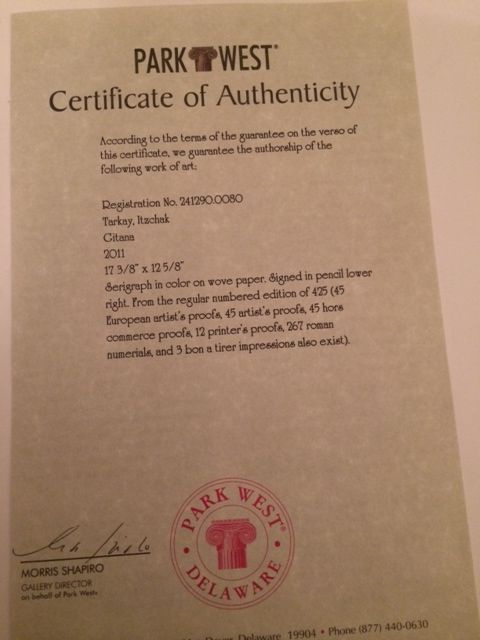 PARK WEST®
Certificate of Authenticity
According to the terms of the guarantee on the verso of
this certificate, we guarantee the authorship of the
following work of art:
Registration No. 241290.0080
Tarkay, Itzchak
Gitana
2011
17 3/8" x 12 5/8"
Serigraph in color on wove paper. Signed in pencil lower
right. From the regular numbered edition of 425 (45
European artist's proofs, 45 artist's proofs, 45 hors
commerce proofs, 12 printer's proofs, 267 roman
numerials, and 3 bon a tirer impressions also exist).
PARK WEST®
• DELAWARE •
MORRIS SHAPIRO
GALLERY DIRECTOR
on behalf of Park West®
Delaware 19904 • Phone (877) 440-0630